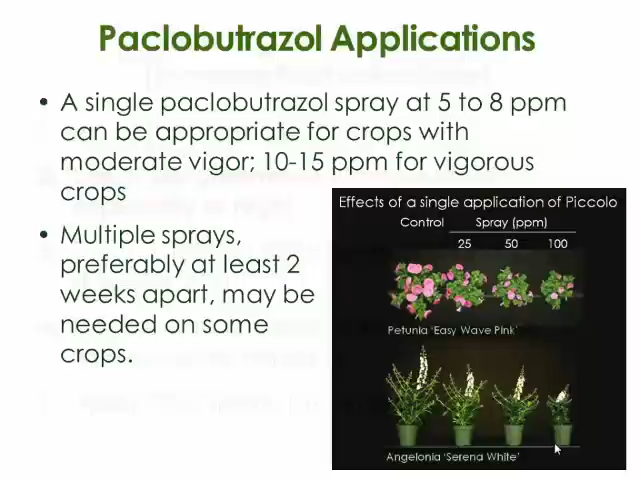 Paclobutrazol Applications
• A single paclobutrazol spray at 5 to 8 ppm
can be appropriate for crops with
moderate vigor; 10-15 ppm for vigorous
crops
• Multiple sprays,
preferably at least 2
weeks apart, may be
needed on some
crops.
Effects of a single application of Piccolo
Control Spray (ppm)
25 50 100
Petunia 'Easy Wave Pink'
Angelonia 'Serena White'